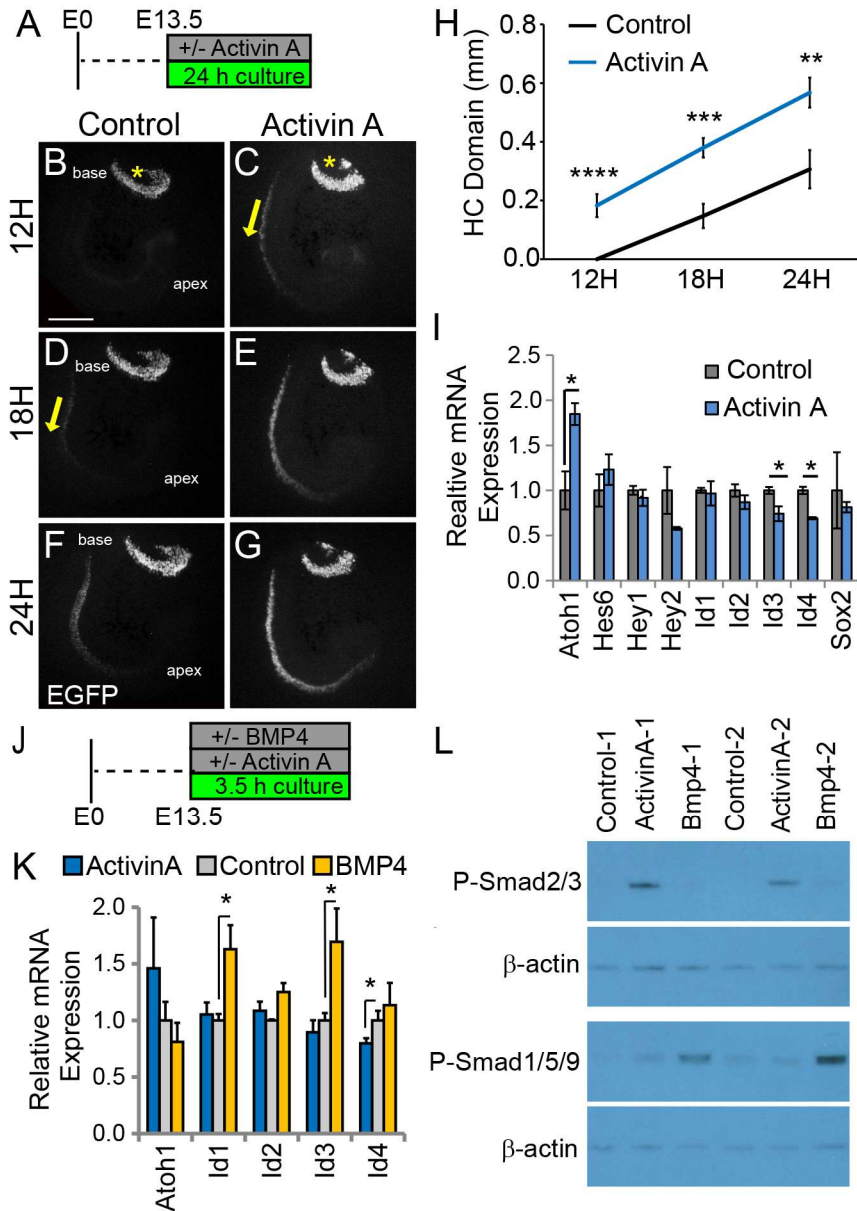 A
E0 E13.5
+/- Activin A
24 h culture
Control Activin A
12H
B
base
*
apex
C
*
18H
D
base
apex
E
24H
F
base
apex
EGFP
G
H
Control
Activin A
HC Domain (mm)
0.8
0.6
0.4
0.2
0.0
****
***
**
12H 18H 24H
I
Realtive mRNA
Expression
2.5
2.0
1.5
1.0
0.5
0.0
Control
Activin A
*
* *
Atoh1
Hes6
Hey1
Hey2
Id1
Id2
Id3
Id4
Sox2
J
+/- BMP4
+/- Activin A
3.5 h culture
E0 E13.5
K
ActivinA Control BMP4
Relative mRNA
Expression
2.0
1.5
1.0
0.5
0.0
* * *
Atoh1
Id1
Id2
Id3
Id4
L
Control-1
ActivinA-1
Bmp4-1
Control-2
ActivinA-2
Bmp4-2
P-Smad2/3
β-actin
P-Smad1/5/9
β-actin